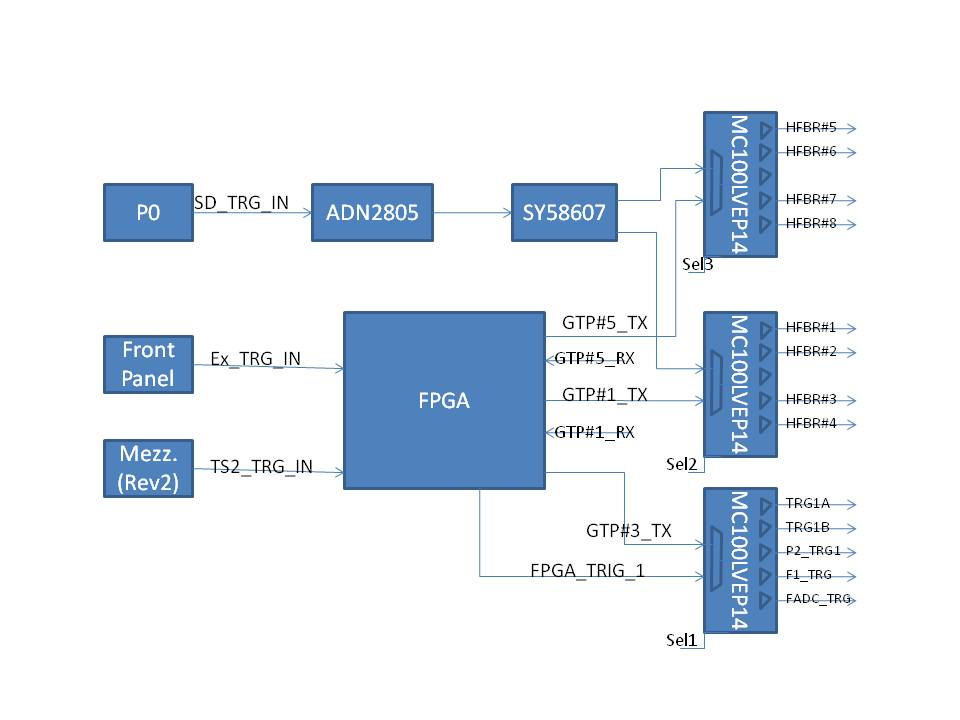 HFBR#5
HFBR#6
MC100LVEP14
HFBR#7
HFBR#8
P0
SD_TRG_IN
ADN2805
SY58607
Sel3
GTP#5_TX
HFBR#1
HFBR#2
MC100LVEP14
HFBR#3
HFBR#4
Front
Panel
Ex_TRG_IN
GTP#5_RX
FPGA
GTP#1_TX
GTP#1_RX
Mezz.
(Rev2)
TS2_TRG_IN
Sel2
TRG1A
TRG1B
MC100LVEP14
P2_TRG1
F1_TRG
FADC_TRG
GTP#3_TX
FPGA_TRIG_1
Sel1